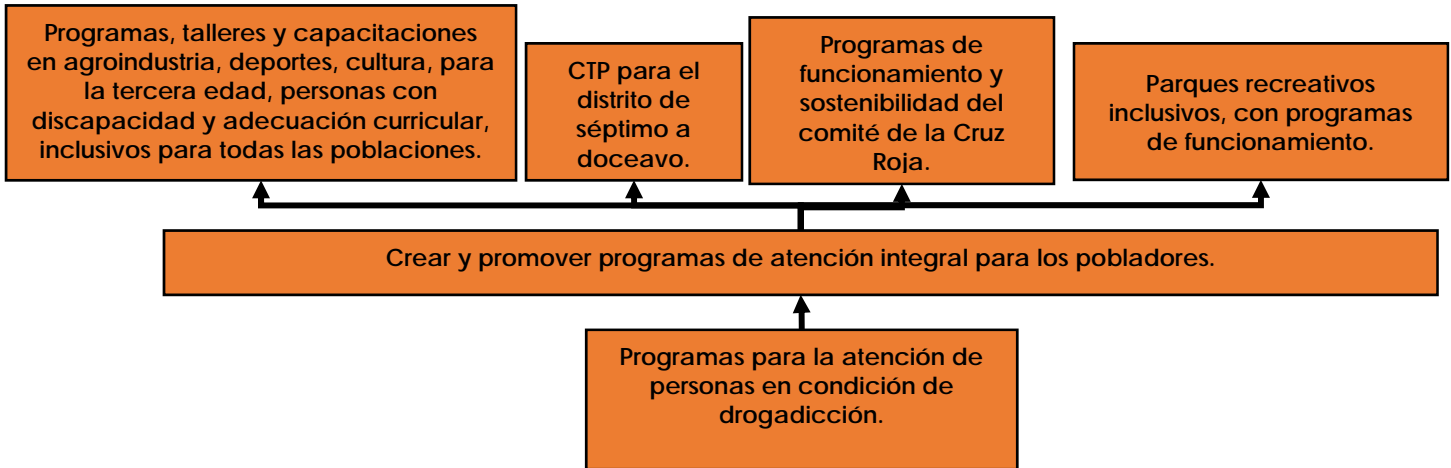 Programas, talleres y capacitaciones
en agroindustria, deportes, cultura, para
la tercera edad, personas con
discapacidad y adecuación curricular,
inclusivos para todas las poblaciones.
CTP para el
distrito de
séptimo a
doceavo.
Programas de
funcionamiento y
sostenibilidad del
comité de la Cruz
Roja.
Parques recreativos
inclusivos, con programas
de funcionamiento.
Crear y promover programas de atención integral para los pobladores.
Programas para la atención de
personas en condición de
drogadicción.